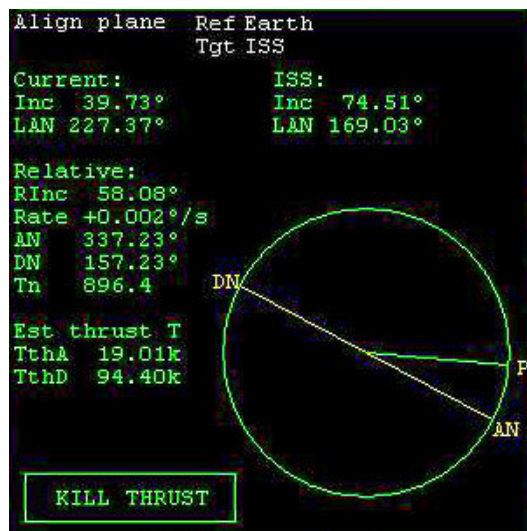 Align plane Ref Earth
Tgt ISS
Current: ISS:
Inc 39.73° Inc 74.51°
LAN 227.37° LAN 169.03°
Relative:
RInc 58.08°
Rate +0.002°/s
AN 337.23°
DN 157.23°
Tn 896.4
DN
Est thrust T
TthA 19.01k
TthD 94.40k
P
AN
KILL THRUST